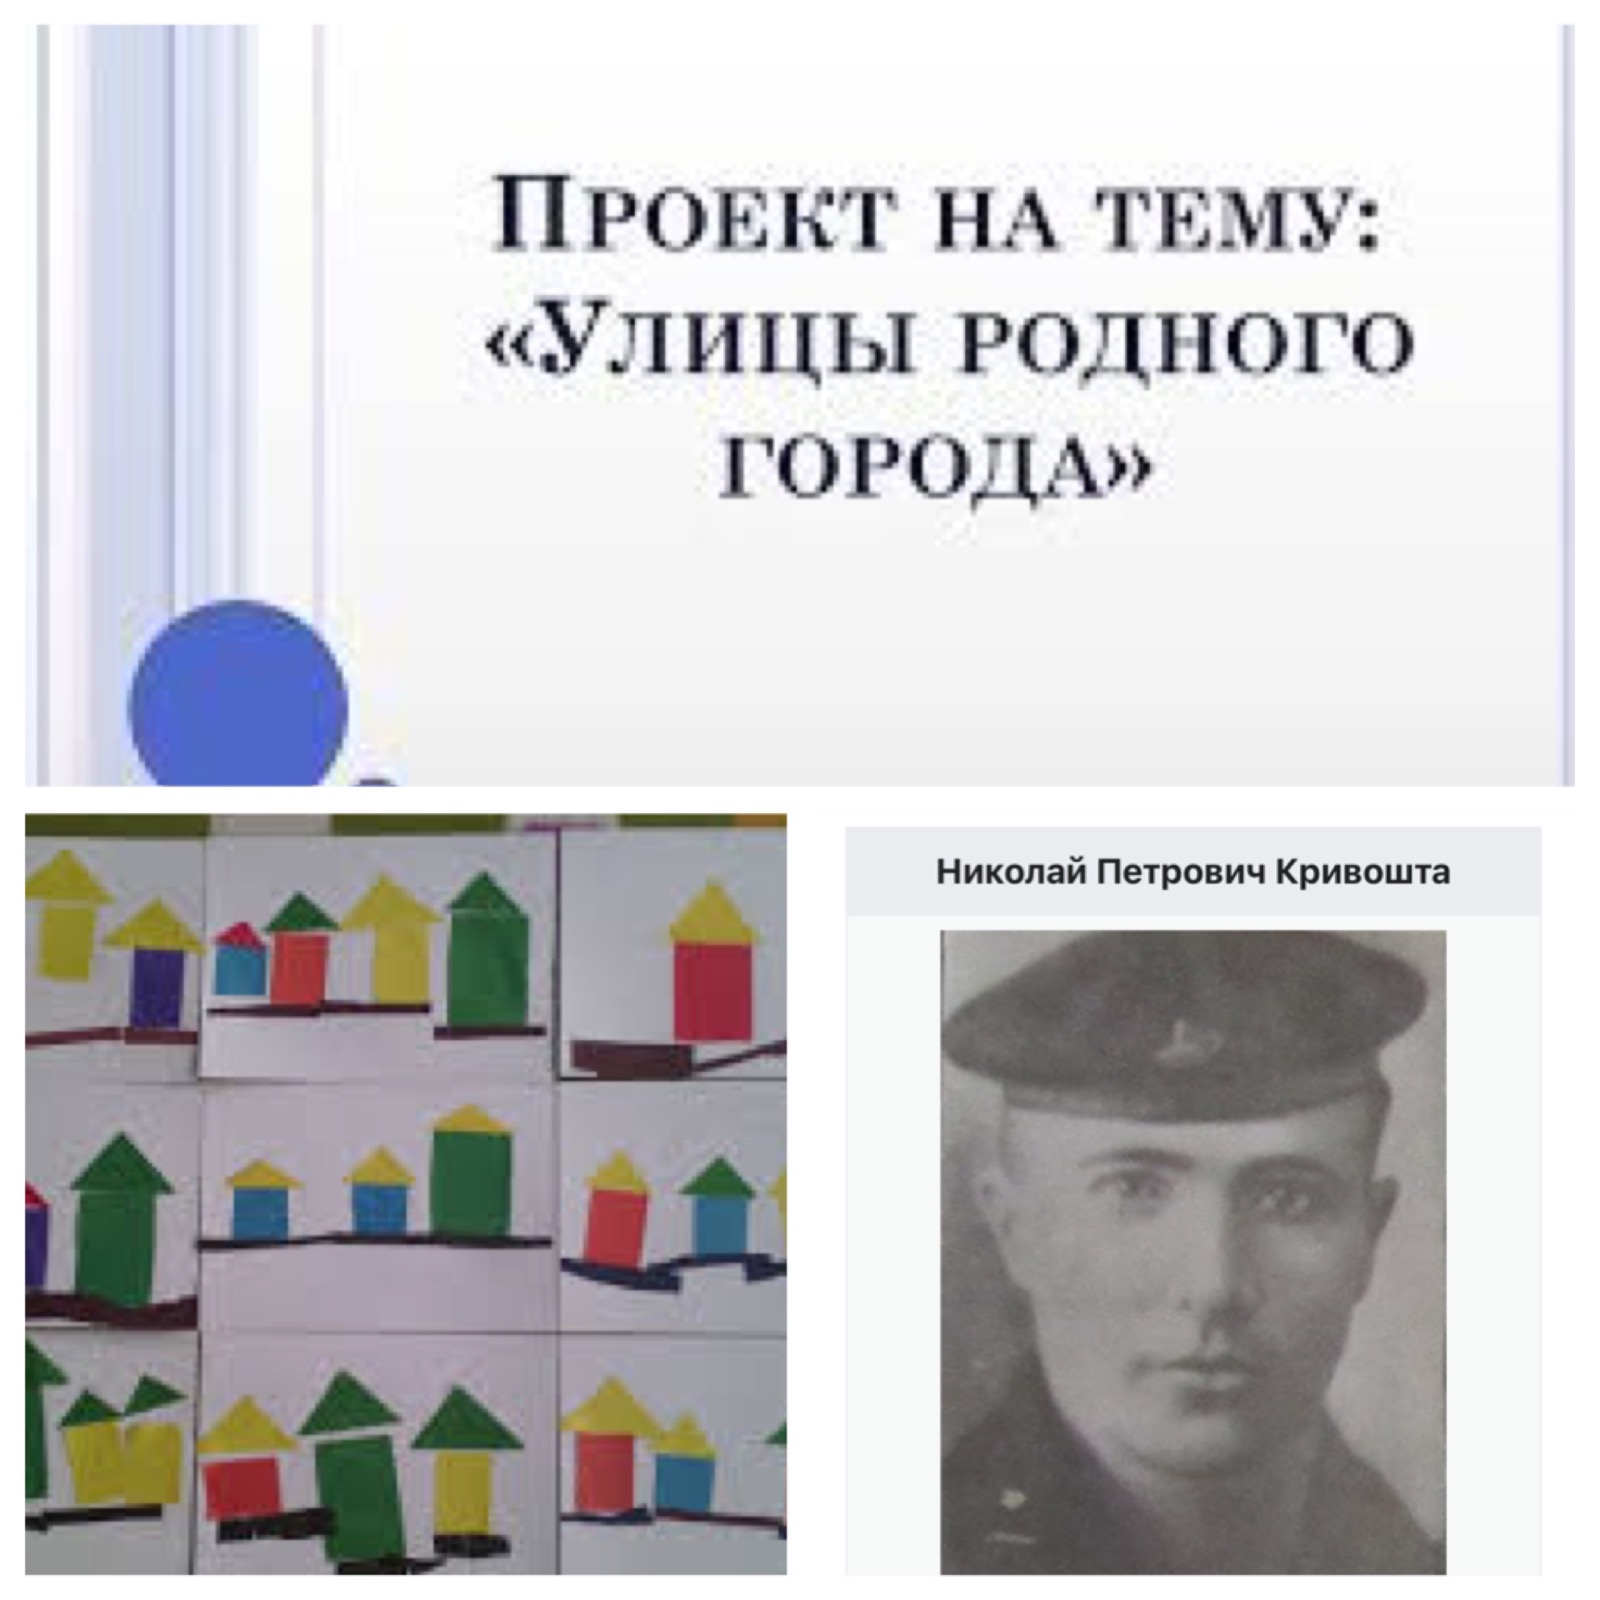 Проект на тему:
«Улицы родного
города»
Николай Петрович Кривошта